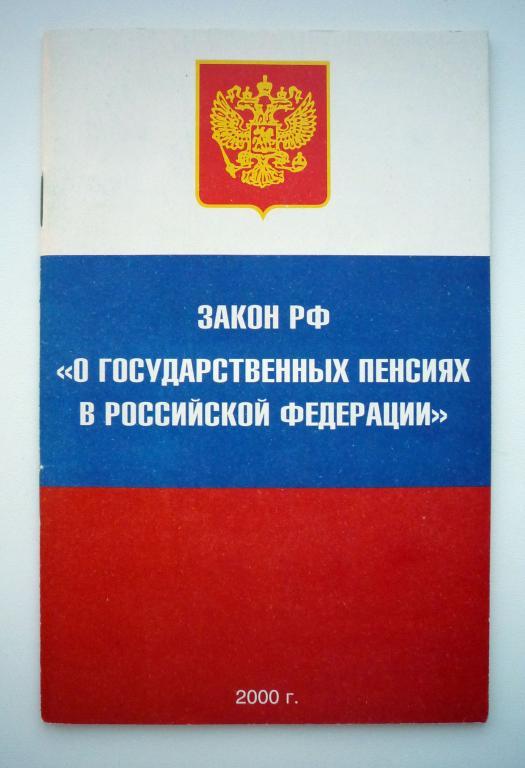 ЗАКОН РФ
«О ГОСУДАРСТВЕННЫХ ПЕНСИЯХ
В РОССИЙСКОЙ ФЕДЕРАЦИИ»
2000 г.